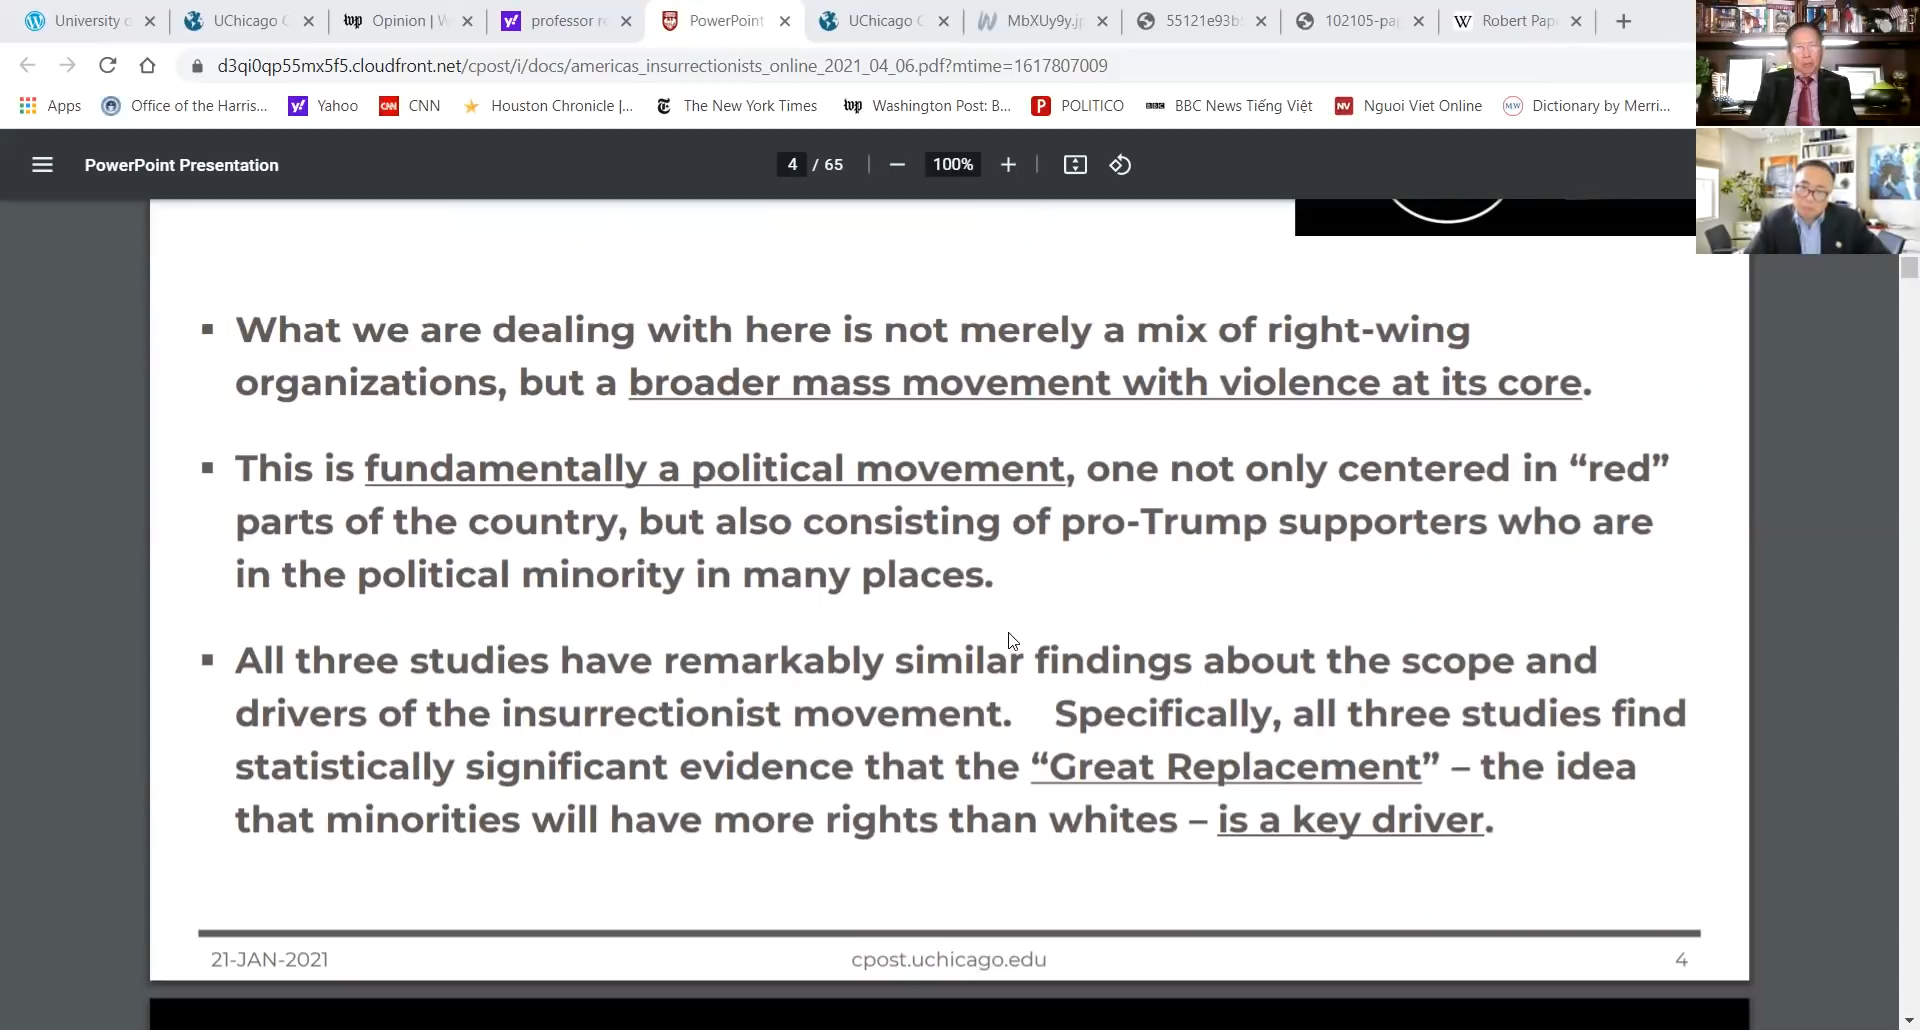 University o
UChicago C
Opinion | W
professor ro
PowerPoint
UChicago C
MbXUy9y.jp
55121e93b
102105-pa
Robert Pap
d3qi0qp55mx5f5.cloudfront.net/cpost/i/docs/americas_insurrectionists_online_2021_04_06.pdf?mtime=1617807009
Apps
Office of the Harris...
Yahoo
CNN
Houston Chronicle |...
The New York Times
Washington Post: B...
POLITICO
BBC News Tiếng Việt
Nguoi Viet Online
Dictionary by Merri...
PowerPoint Presentation
4 / 65
100%
▪ What we are dealing with here is not merely a mix of right-wing
organizations, but a broader mass movement with violence at its core.
▪ This is fundamentally a political movement, one not only centered in “red”
parts of the country, but also consisting of pro-Trump supporters who are
in the political minority in many places.
▪ All three studies have remarkably similar findings about the scope and
drivers of the insurrectionist movement. Specifically, all three studies find
statistically significant evidence that the “Great Replacement” – the idea
that minorities will have more rights than whites – is a key driver.
21-JAN-2021
cpost.uchicago.edu
4